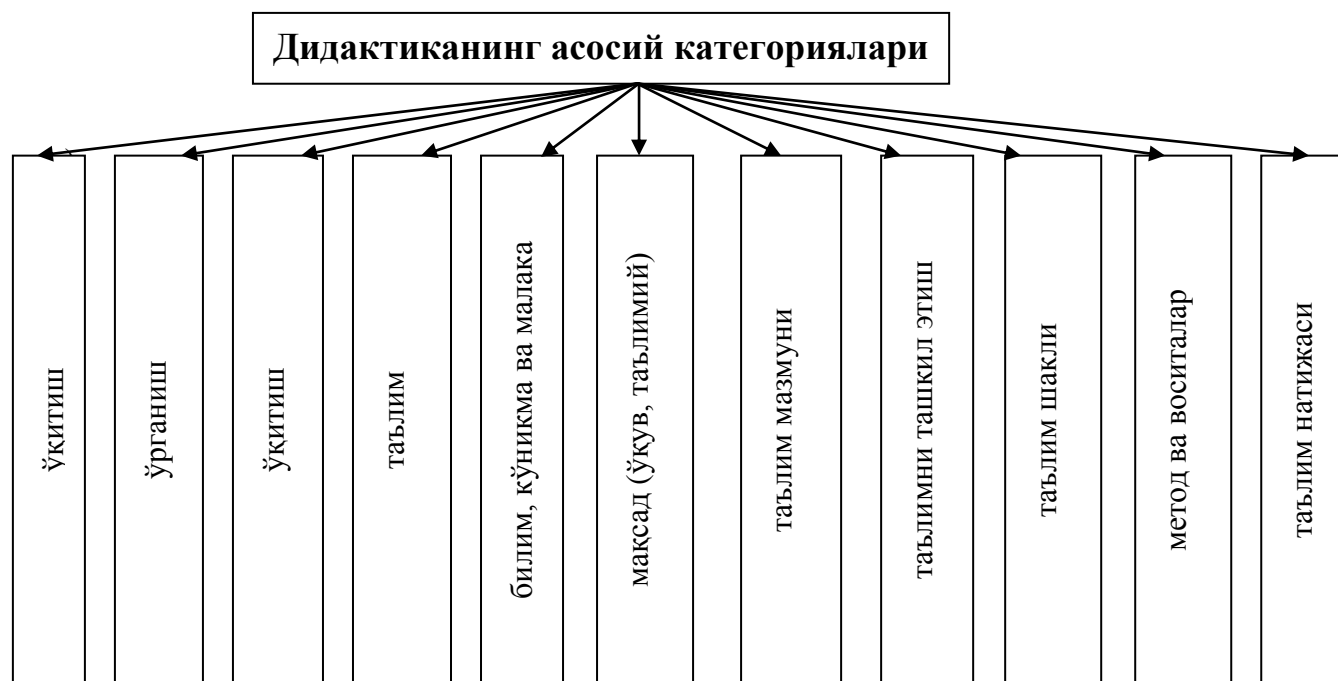 Дидактиканинг асосий категориялари
ўқитиш
ўрганиш
ўқитиш
таълим
билим, кўникма ва малака
мақсад (ўқув, таълимий)
таълим мазмуни
таълимни ташкил этиш
таълим шакли
метод ва воситалар
таълим натижаси